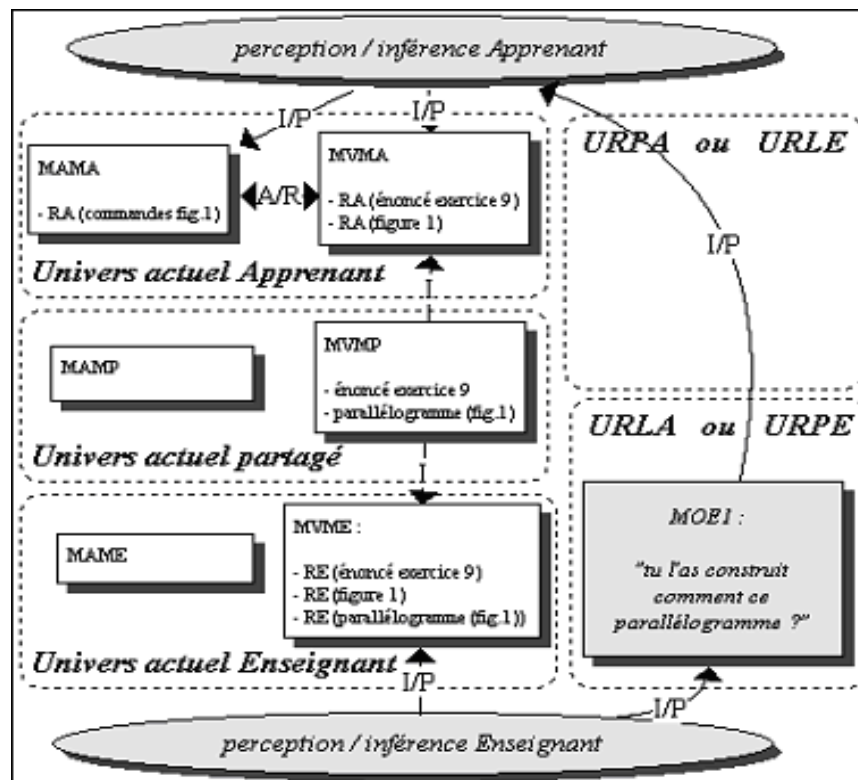 perception / inférence Apprenant
I/P
I/P
URPA ou URLE
MAMA
- RA (commandes fig.1)
A/R
MVMA
- RA (énoncé exercice 9)
- RA (figure 1)
I/P
Univers actuel Apprenant
I
MAMP
MVMP
- énoncé exercice 9
- parallélogramme (fig.1)
Univers actuel partagé
URLA ou URPE
I
MAME
MVME :
- RE (énoncé exercice 9)
- RE (figure 1)
- RE (parallélogramme (fig.1))
MOE1 :
"tu l'as construit
comment ce
parallélogramme ?"
Univers actuel Enseignant
I/P
I/P
perception / inférence Enseignant